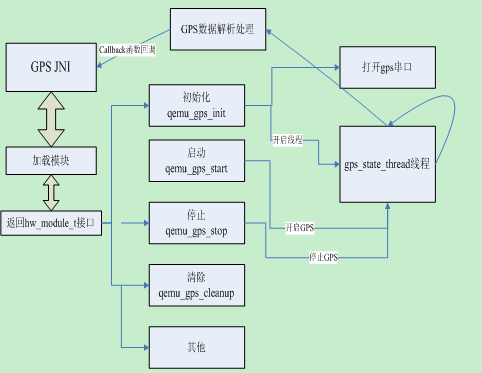 GPS数据解析处理
Callback函数回调
GPS JNI
打开gps串口
初始化
qemu_gps_init
开启线程
启动
qemu_gps_start
gps_state_thread线程
加载模块
返回hw_module_t接口
停止
qemu_gps_stop
开启GPS
停止GPS
清除
qemu_gps_cleanup
其他